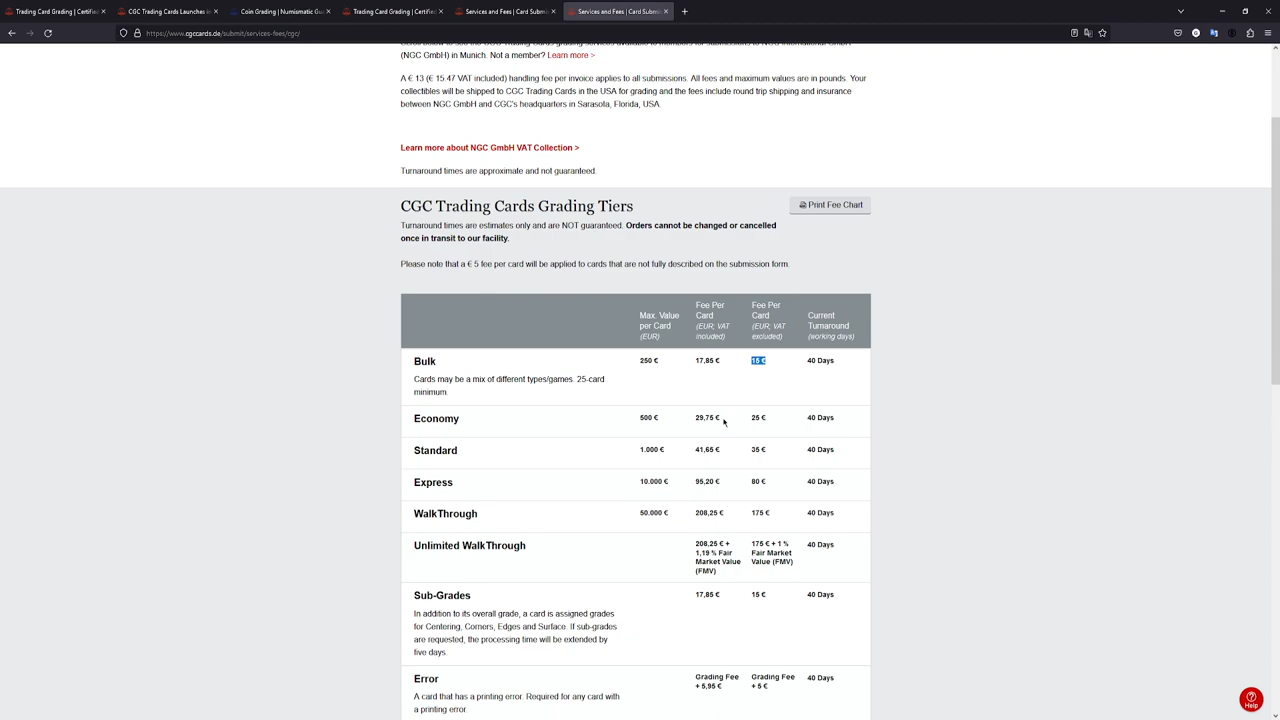 Trading Card Grading | Certified
CGC Trading Cards Launches in
Coin Grading | Numismatic Gua
Trading Card Grading | Certified
Services and Fees | Card Submi
Services and Fees | Card Submis
https://www.cgccards.de/submit/services-fees/cgc/
(NGC GmbH) in Munich. Not a member? Learn more >
A € 13 (€ 15.47 VAT included) handling fee per invoice applies to all submissions. All fees and maximum values are in pounds. Your
collectibles will be shipped to CGC Trading Cards in the USA for grading and the fees include round trip shipping and insurance
between NGC GmbH and CGC's headquarters in Sarasota, Florida, USA.
Learn more about NGC GmbH VAT Collection >
Turnaround times are approximate and not guaranteed.
CGC Trading Cards Grading Tiers
Print Fee Chart
Turnaround times are estimates only and are NOT guaranteed. Orders cannot be changed or cancelled
once in transit to our facility.
Please note that a € 5 fee per card will be applied to cards that are not fully described on the submission form.
Max. Value per Card (EUR)
Fee Per Card (EUR; VAT included)
Fee Per Card (EUR; VAT excluded)
Current Turnaround (working days)
Bulk 250 € 17,85 € 15 € 40 Days
Cards may be a mix of different types/games. 25-card
minimum.
Economy 500 € 29,75 € 25 € 40 Days
Standard 1.000 € 41,65 € 35 € 40 Days
Express 10.000 € 95,20 € 80 € 40 Days
WalkThrough 50.000 € 208,25 € 175 € 40 Days
Unlimited WalkThrough 208,25 € + 1,19 % Fair Market Value (FMV) 175 € + 1 % Fair Market Value (FMV) 40 Days
Sub-Grades 17,85 € 15 € 40 Days
In addition to its overall grade, a card is assigned grades
for Centering, Corners, Edges and Surface. If sub-grades
are requested, the processing time will be extended by
five days.
Error Grading Fee + 5,95 € Grading Fee + 5 € 40 Days
A card that has a printing error. Required for any card with
a printing error.
Help